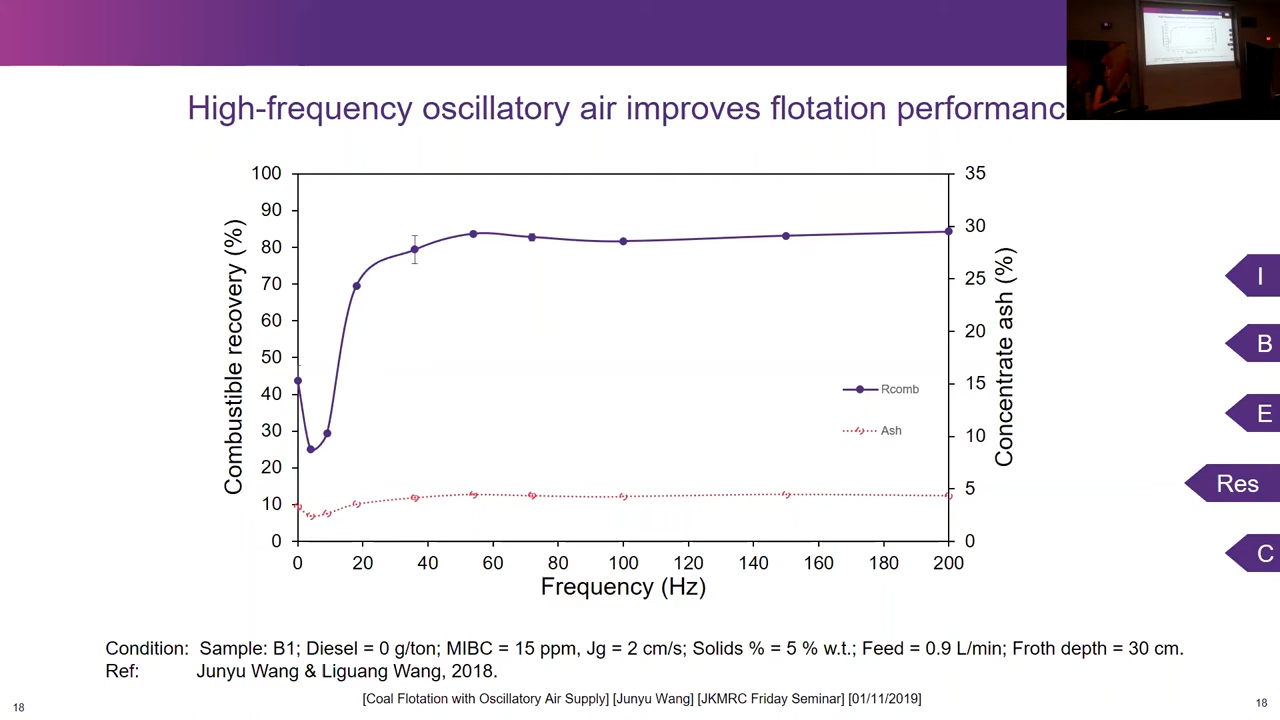 High-frequency oscillatory air improves flotation performanc
100
90
80
70
60
50
40
30
20
10
0
Combustible recovery (%)
35
30
25
20
15
10
5
0
Concentrate ash (%)
Rcomb
Ash
0 20 40 60 80 100 120 140 160 180 200
Frequency (Hz)
I
B
E
Res
C
Condition: Sample: B1; Diesel = 0 g/ton; MIBC = 15 ppm, Jg = 2 cm/s; Solids % = 5 % w.t.; Feed = 0.9 L/min; Froth depth = 30 cm.
Ref: Junyu Wang & Liguang Wang, 2018.
18 [Coal Flotation with Oscillatory Air Supply] [Junyu Wang] [JKMRC Friday Seminar] [01/11/2019] 18